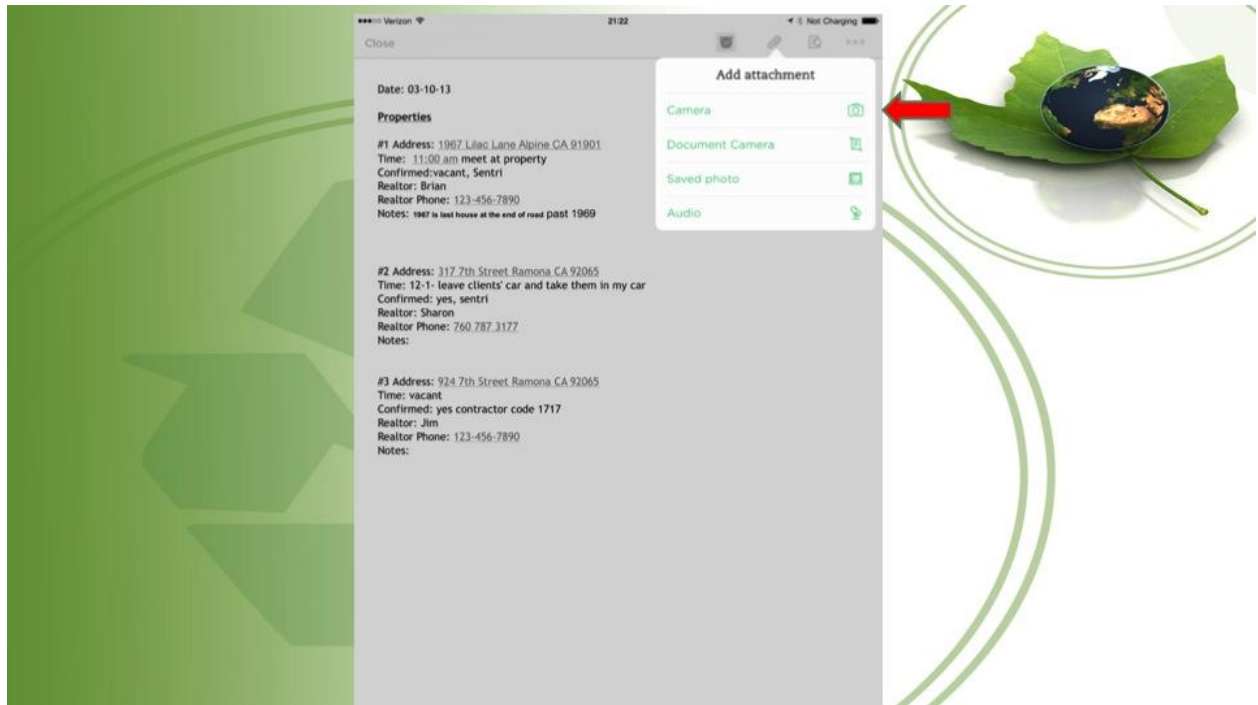 Verizon 21:22 Not Charging
Close
Add attachment
Camera
Document Camera
Saved photo
Audio
Date: 03-10-13
Properties
#1 Address: 1967 Lilac Lane Alpine CA 91901
Time: 11:00 am meet at property
Confirmed:vacant, Sentri
Realtor: Brian
Realtor Phone: 123-456-7890
Notes: 1967 is last house at the end of road past 1969
#2 Address: 317 7th Street Ramona CA 92065
Time: 12-1- leave clients' car and take them in my car
Confirmed: yes, sentri
Realtor: Sharon
Realtor Phone: 760 787 3177
Notes:
#3 Address: 924 7th Street Ramona CA 92065
Time: vacant
Confirmed: yes contractor code 1717
Realtor: Jim
Realtor Phone: 123-456-7890
Notes: